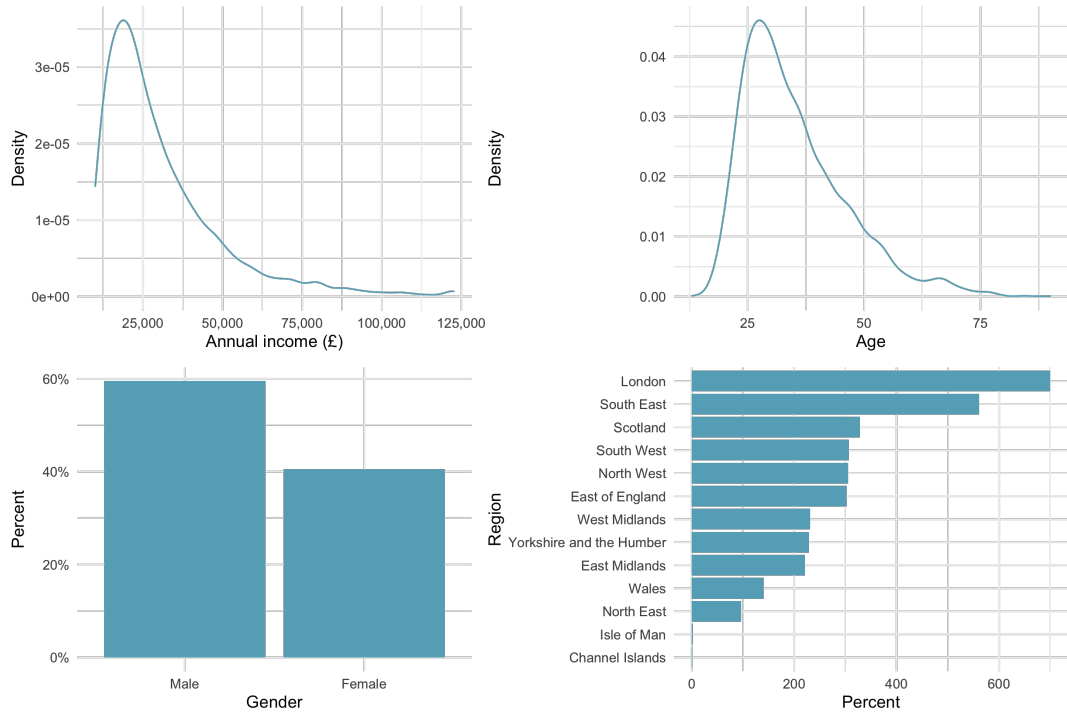 Density
3e-05
2e-05
1e-05
0e+00
25,000 50,000 75,000 100,000 125,000
Annual income (£)
Density
0.04
0.03
0.02
0.01
0.00
25 50 75
Age
Percent
60%
40%
20%
0%
Male Female
Gender
Region
London
South East
Scotland
South West
North West
East of England
West Midlands
Yorkshire and the Humber
East Midlands
Wales
North East
Isle of Man
Channel Islands
0 200 400 600
Percent